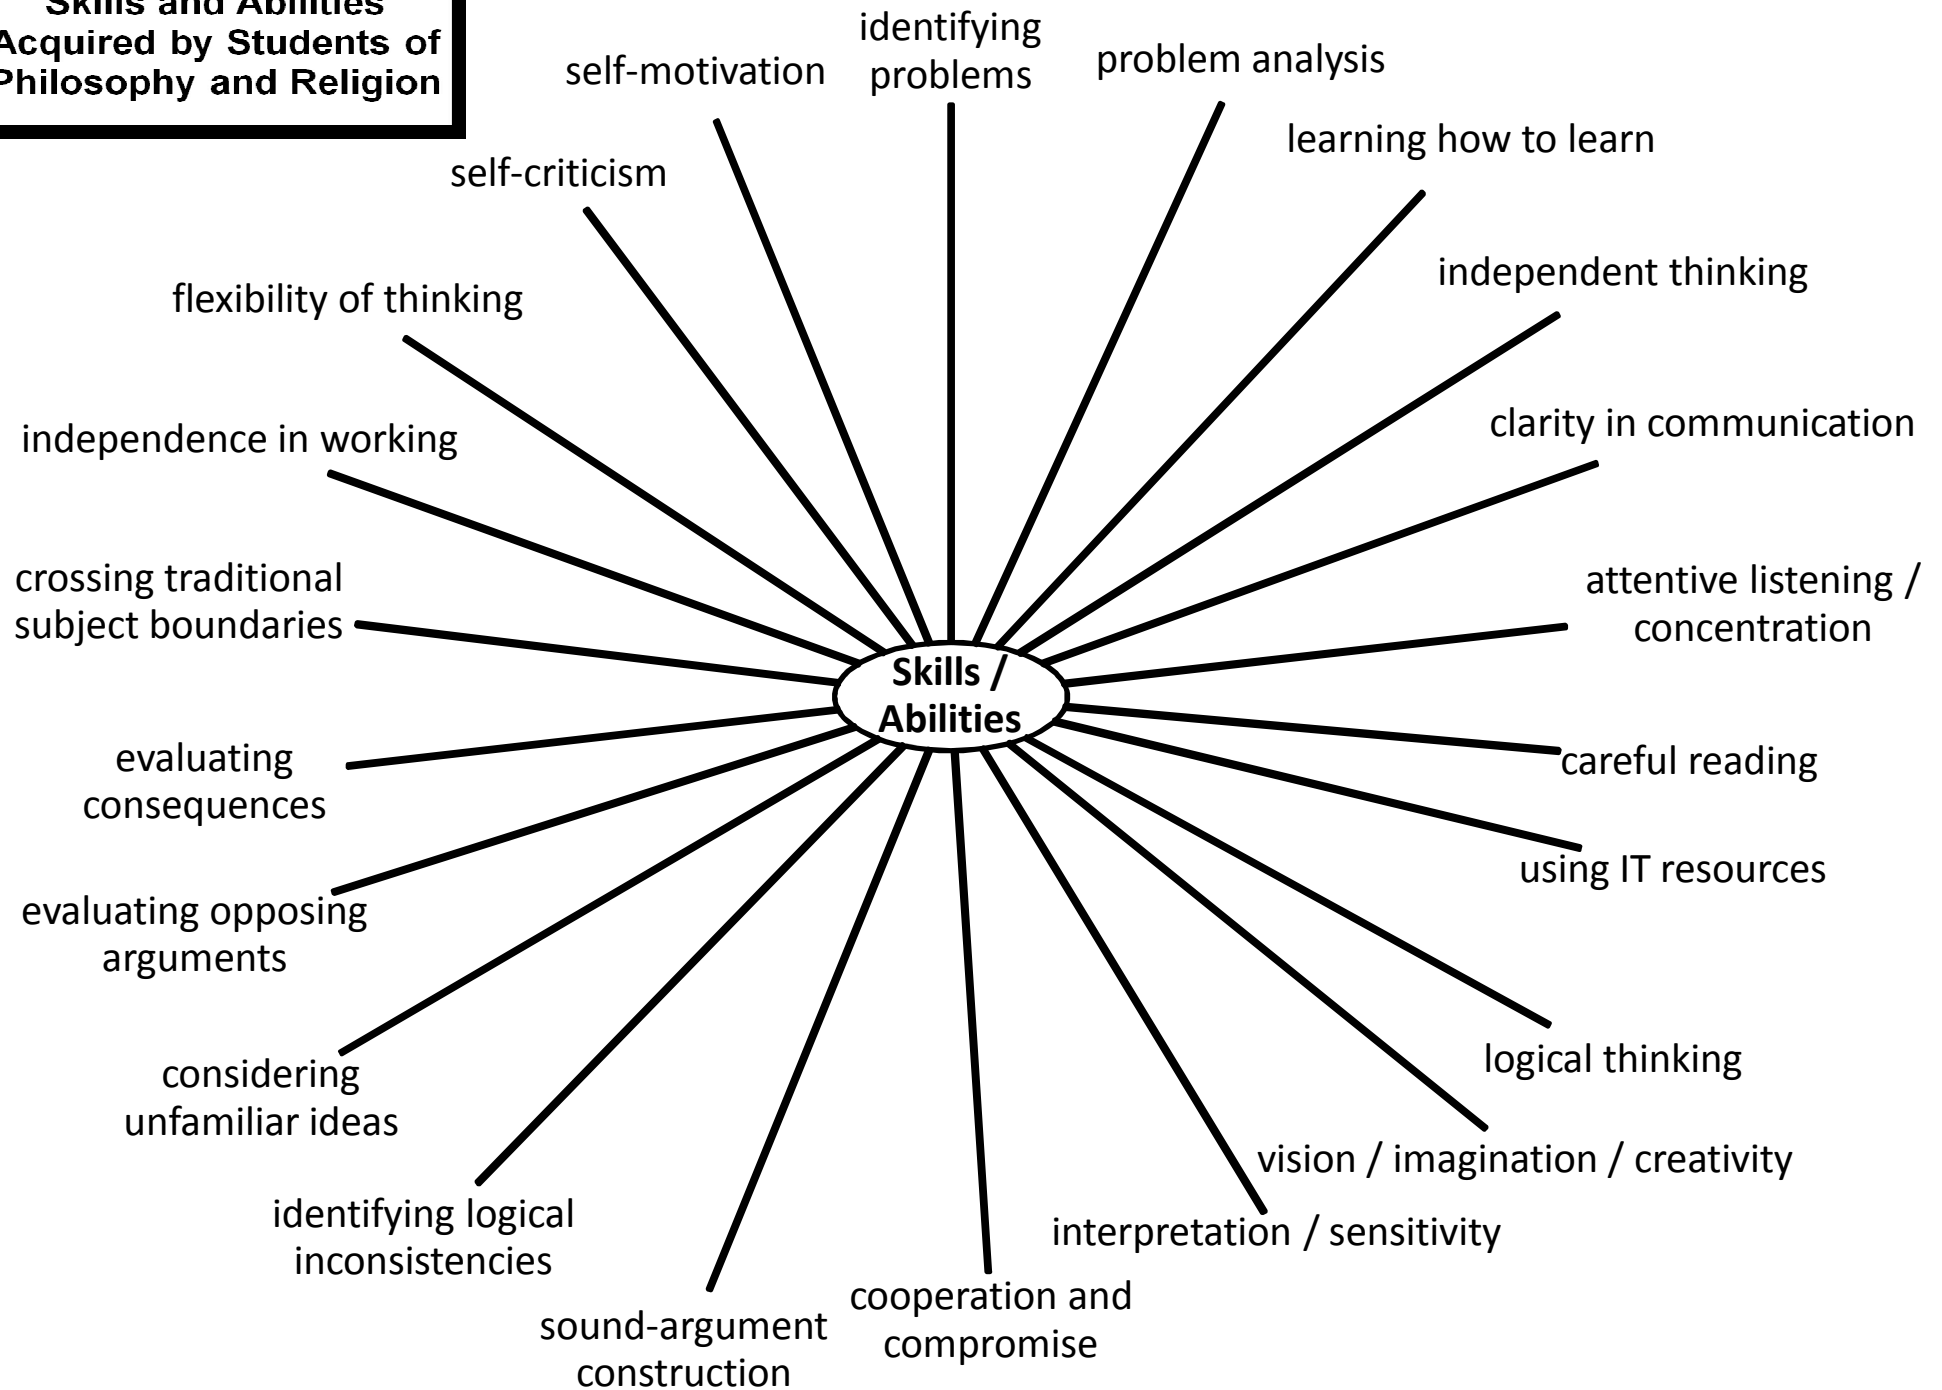 Skills and Abilities
Acquired by Students of
Philosophy and Religion
identifying
problems
problem analysis
learning how to learn
independent thinking
clarity in communication
attentive listening /
concentration
careful reading
using IT resources
logical thinking
vision / imagination / creativity
interpretation / sensitivity
cooperation and
compromise
sound-argument
construction
identifying logical
inconsistencies
considering
unfamiliar ideas
evaluating opposing
arguments
evaluating
consequences
crossing traditional
subject boundaries
independence in working
flexibility of thinking
self-criticism
self-motivation
Skills /
Abilities